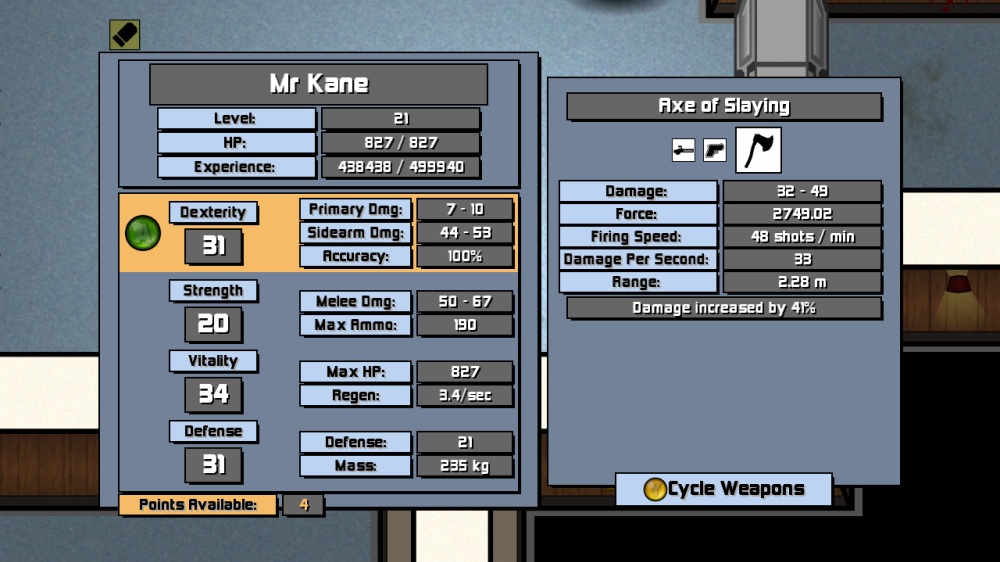 Mr Kane
Level: 21
HP: 827 / 827
Experience: 438438 / 499940
Dexterity
31
Primary Dmg: 7 - 10
Sidearm Dmg: 44 - 53
Accuracy: 100%
Strength
20
Melee Dmg: 50 - 67
Max Ammo: 190
Vitality
34
Max HP: 827
Regen: 3.4/sec
Defense
31
Defense: 21
Mass: 235 kg
Points Available: 4
Axe of Slaying
Damage: 32 - 49
Force: 2749.02
Firing Speed: 48 shots / min
Damage Per Second: 33
Range: 2.28 m
Damage increased by 41%
Cycle Weapons